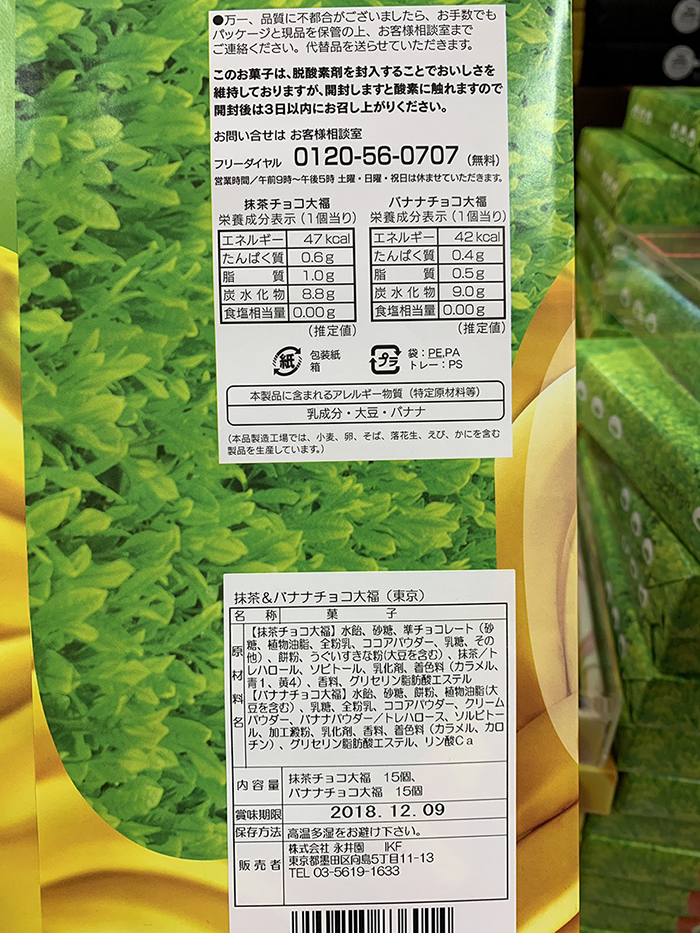 ●万一、品質に不都合がございましたら、お手数でも
パッケージと現品を保管の上、お客様相談室まで
ご連絡ください。代替品を送らせていただきます。
このお菓子は、脱酸素剤を封入することでおいしさを
維持しておりますが、開封しますと酸素に触れますので
開封後は3日以内にお召し上がりください。
お問い合せは お客様相談室
フリーダイヤル 0120-56-0707 (無料)
営業時間/午前9時~午後5時 土曜・日曜・祝日は休ませていただきます。
抹茶チョコ大福
栄養成分表示(1個当り)
エネルギー 47kcal
たんぱく質 0.6g
脂質 1.0g
炭水化物 8.8g
食塩相当量 0.00g
(推定値)
バナナチョコ大福
栄養成分表示(1個当り)
エネルギー 42kcal
たんぱく質 0.4g
脂質 0.5g
炭水化物 9.0g
食塩相当量 0.00g
(推定値)
紙 包装紙
箱
プラ 袋:PE,PA
トレー:PS
本製品に含まれるアレルギー物質(特定原材料等)
乳成分・大豆・バナナ
(本品製造工場では、小麦、卵、そば、落花生、えび、かにを含む
製品を生産しています。)
抹茶&バナナチョコ大福(東京)
名称 菓子
原材料名
【抹茶チョコ大福】水飴、砂糖、準チョコレート(砂
糖、植物油脂、全粉乳、ココアパウダー、乳糖、その
他)、餅粉、うぐいすきな粉(大豆を含む)、抹茶/ト
レハロール、ソビトール、乳化剤、着色料(カラメル、
青1、黄4)、香料、グリセリン脂肪酸エステル
【バナナチョコ大福】水飴、砂糖、餅粉、植物油脂(大
豆を含む)、乳糖、全粉乳、ココアパウダー、クリーム
パウダー、バナナパウダー/トレハロース、ソルビトー
ル、加工澱粉、乳化剤、香料、着色料(カラメル、カロ
チン)、グリセリン脂肪酸エステル、リン酸Ca
内容量 抹茶チョコ大福 15個、
バナナチョコ大福 15個
賞味期限 2018.12.09
保存方法 高温多湿をお避け下さい。
販売者 株式会社 永井園 IKF
東京都墨田区向島5丁目11-13
TEL 03-5619-1633